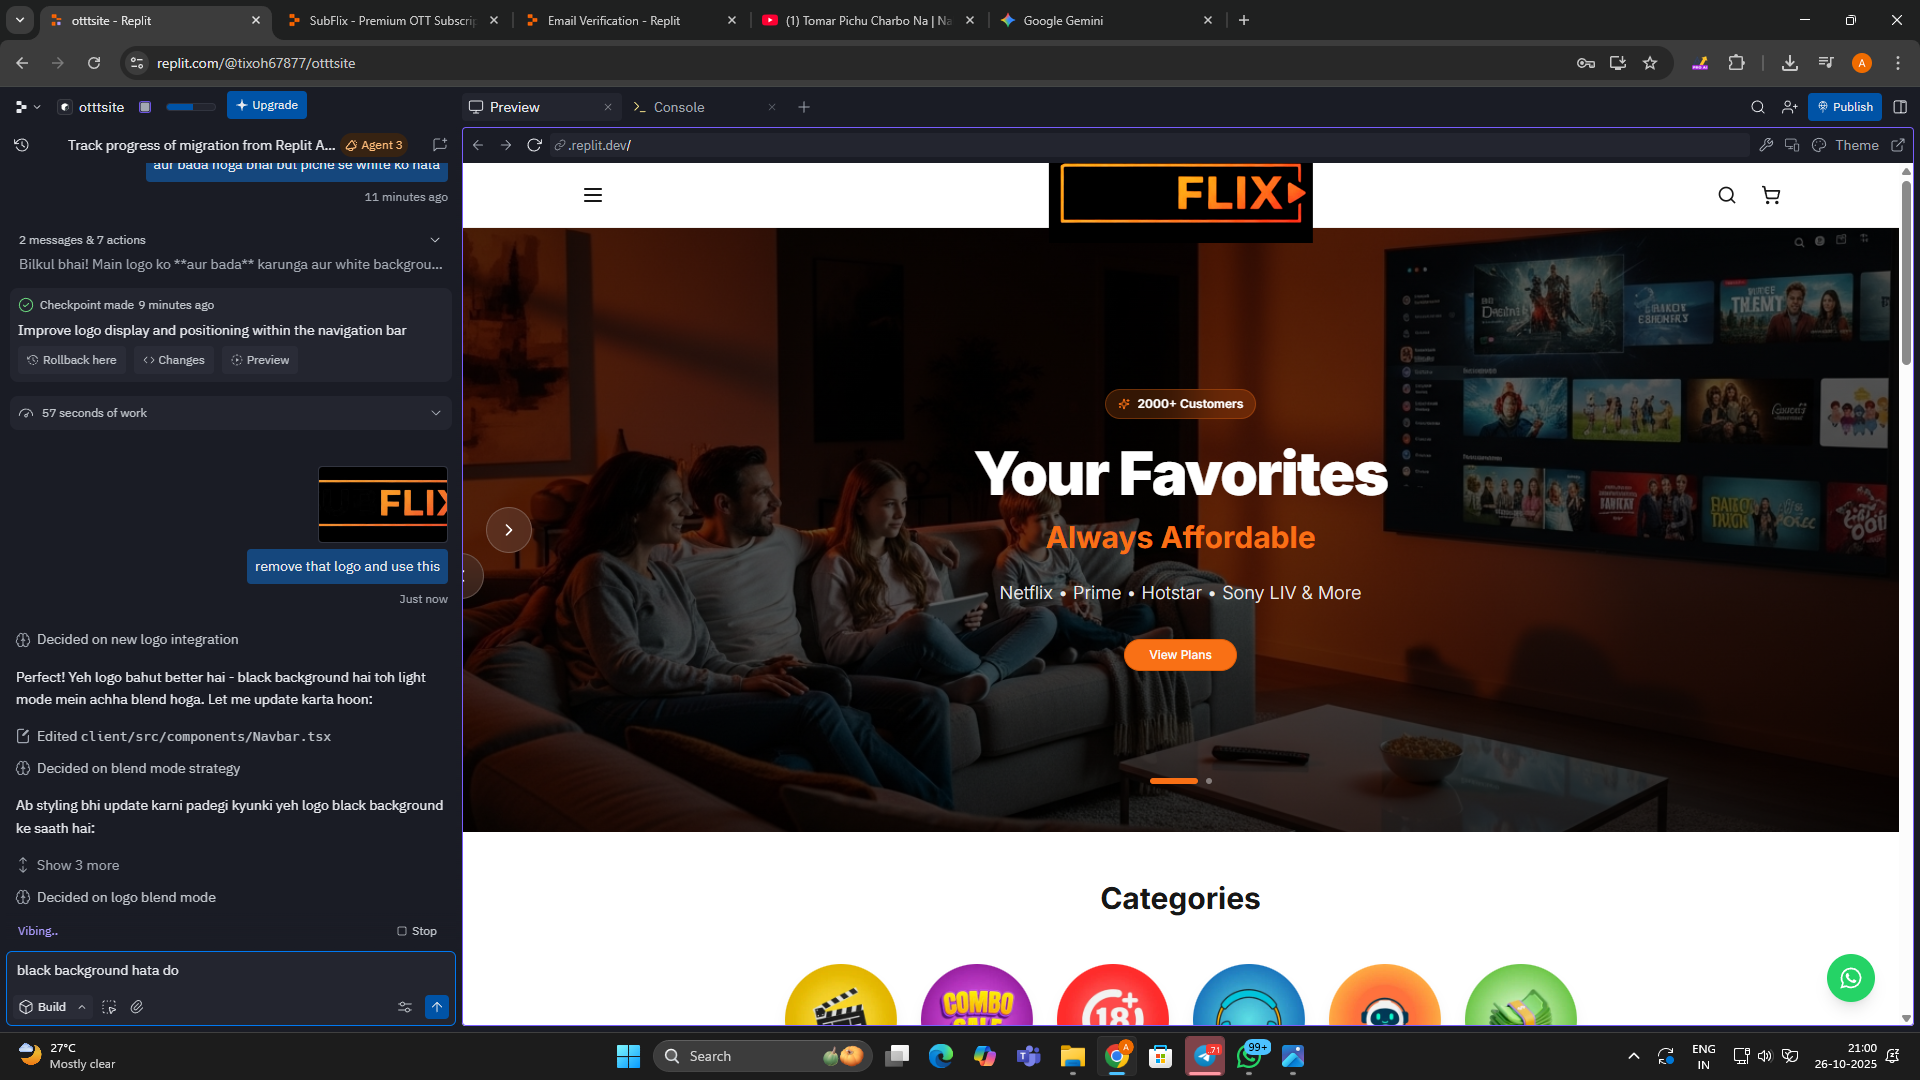 otttsite - Replit
SubFlix - Premium OTT Subscrip
Email Verification - Replit
(1) Tomar Pichu Charbo Na | Na
Google Gemini
replit.com/@tixoh67877/otttsite
A
otttsite
Upgrade
Preview
Console
Publish
Track progress of migration from Replit A...
Agent 3
.replit.dev/
Theme
aur bada hoga bhai but piche se white ko hata
11 minutes ago
2 messages & 7 actions
Bilkul bhai! Main logo ko **aur bada** karunga aur white backgrou...
Checkpoint made 9 minutes ago
Improve logo display and positioning within the navigation bar
Rollback here
Changes
Preview
57 seconds of work
FLIX
remove that logo and use this
Just now
Decided on new logo integration
Perfect! Yeh logo bahut better hai - black background hai toh light
mode mein achha blend hoga. Let me update karta hoon:
Edited client/src/components/Navbar.tsx
Decided on blend mode strategy
Ab styling bhi update karni padegi kyunki yeh logo black background
ke saath hai:
Show 3 more
Decided on logo blend mode
Vibing..
Stop
black background hata do
Build
FLIX
2000+ Customers
Your Favorites
Always Affordable
Netflix • Prime • Hotstar • Sony LIV & More
View Plans
Categories
COMBO
SALE
18+
27°C
Mostly clear
Search
A
71
99+
ENG
IN
21:00
26-10-2025